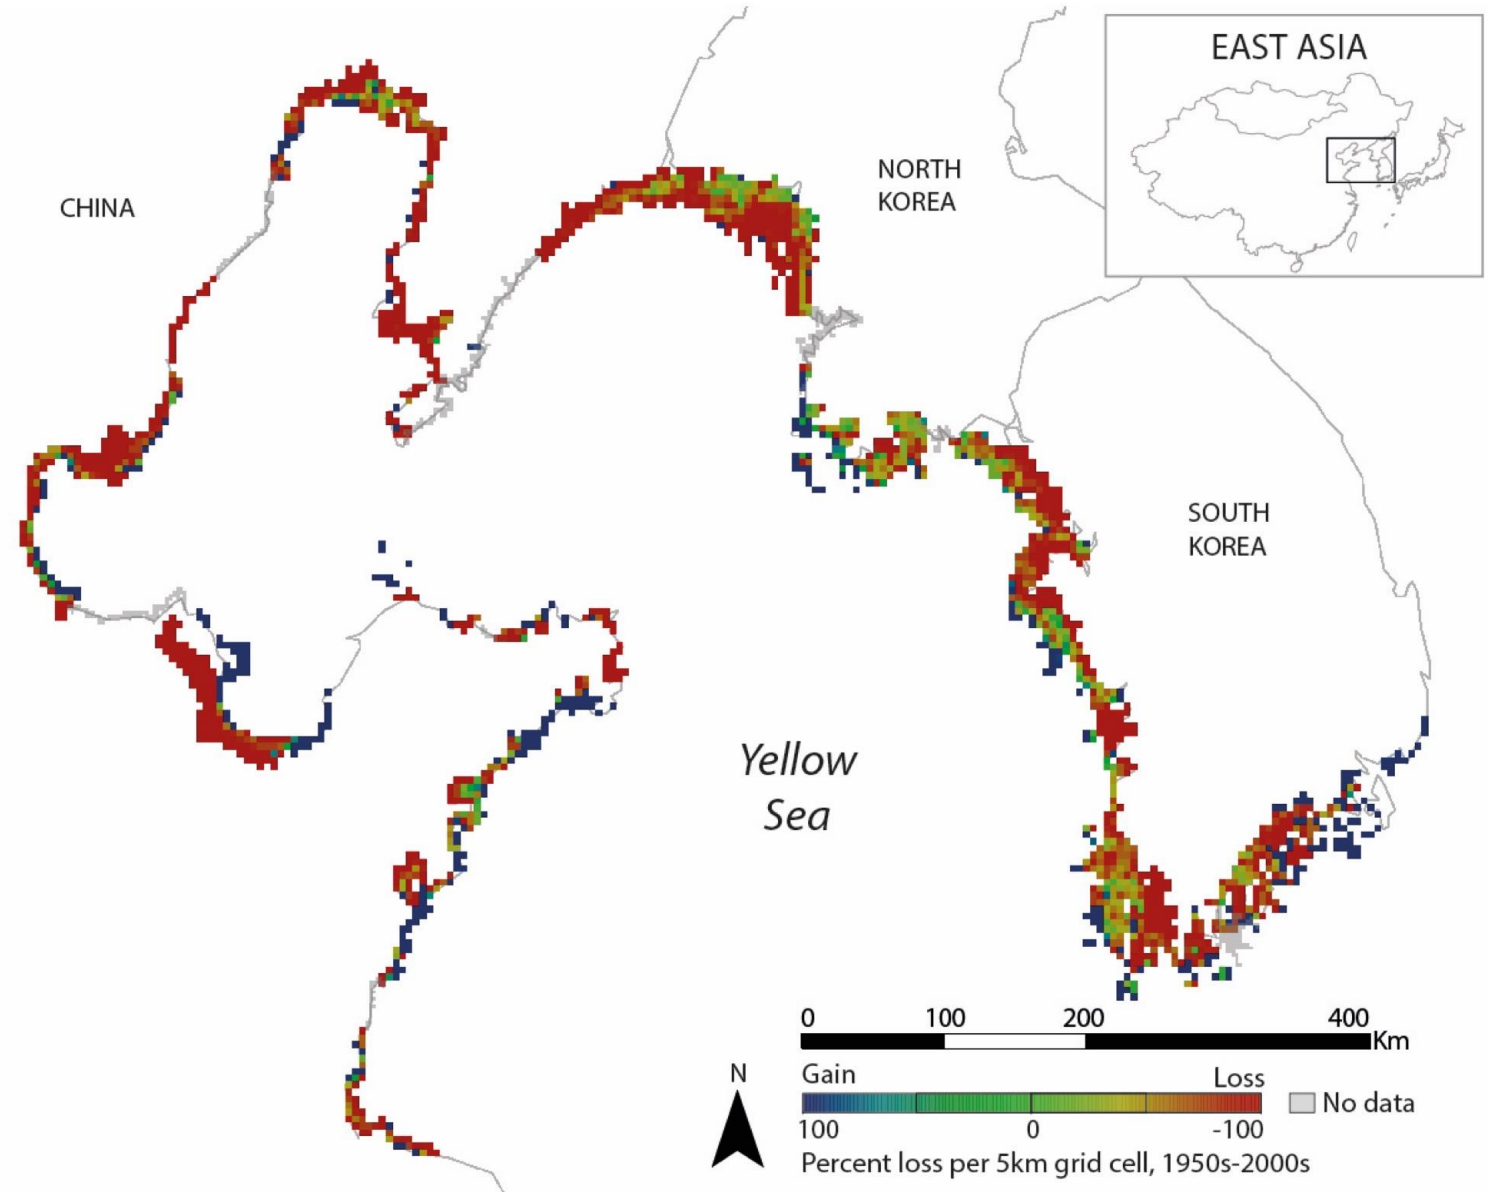 EAST ASIA
CHINA
NORTH
KOREA
SOUTH
KOREA
Yellow
Sea
0 100 200 400
Km
N
Gain Loss
No data
100 0 -100
Percent loss per 5km grid cell, 1950s-2000s